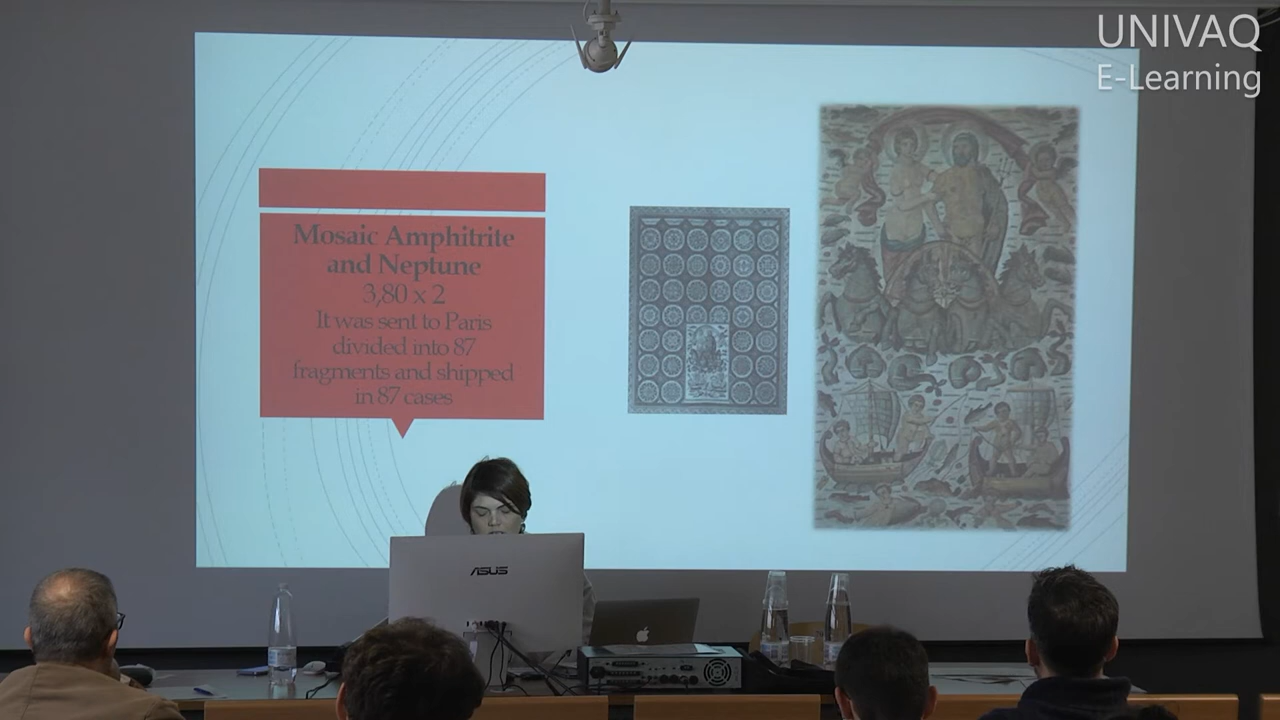 UNIVAQ
E-Learning
Mosaic Amphitrite
and Neptune
3,80 x 2
It was sent to Paris
divided into 87
fragments and shipped
in 87 cases
ASUS